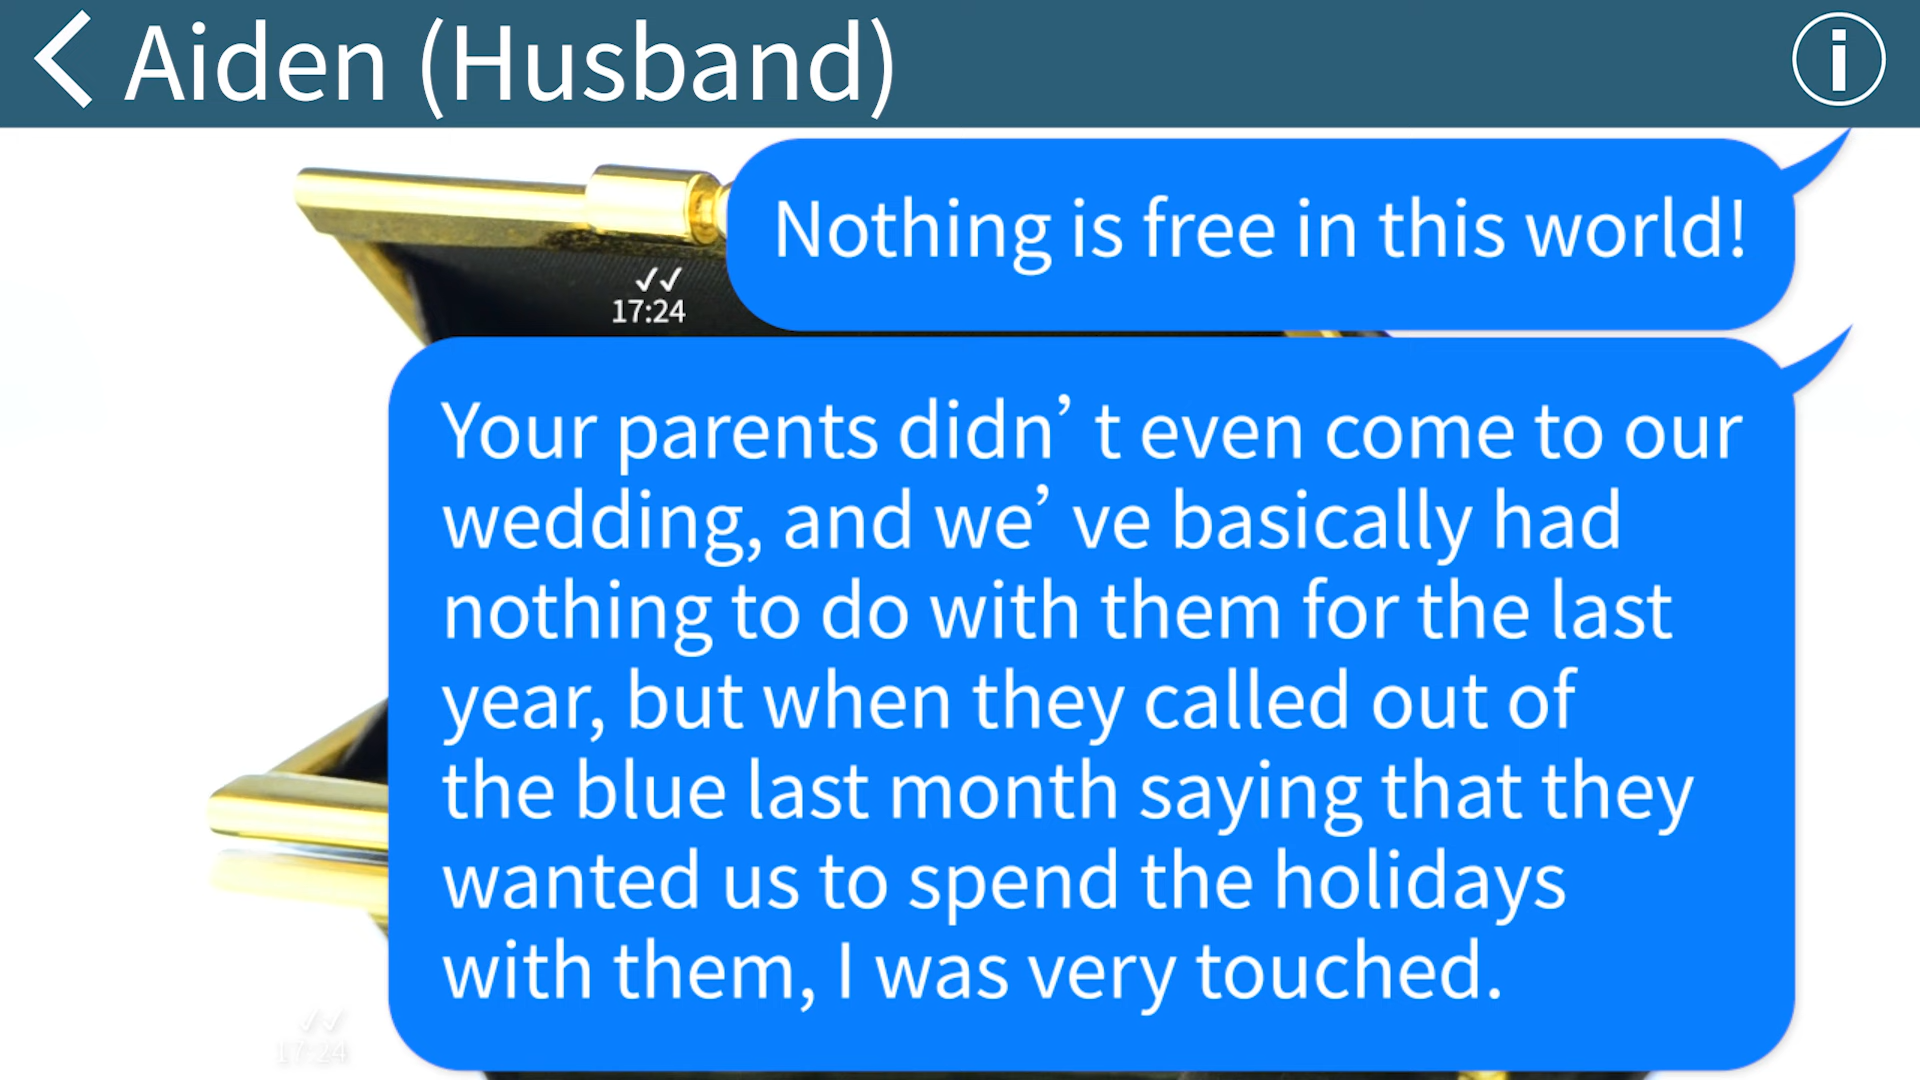 Aiden (Husband)
Nothing is free in this world!
✓✓
17:24
Your parents didn’ t even come to our
wedding, and we’ ve basically had
nothing to do with them for the last
year, but when they called out of
the blue last month saying that they
wanted us to spend the holidays
with them, I was very touched.
✓✓
17:24